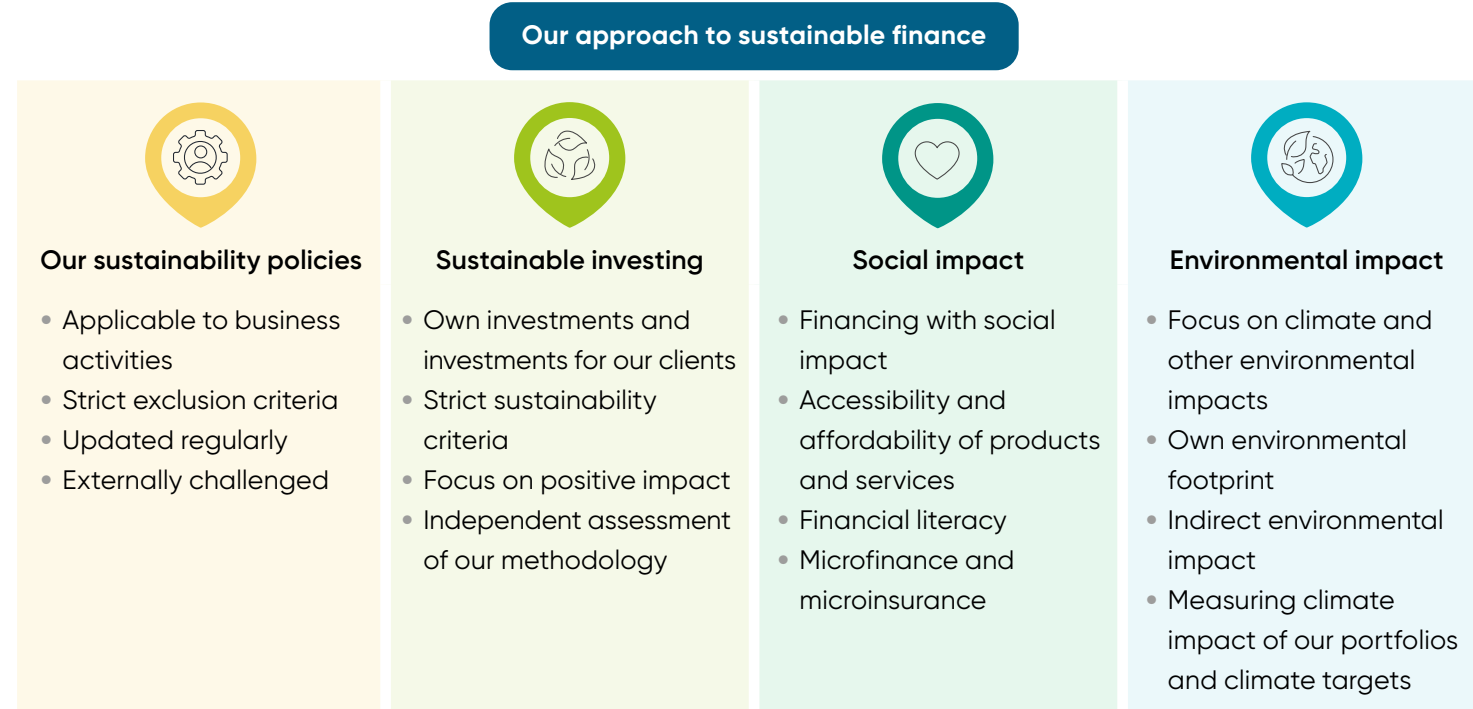 Our approach to sustainable finance
Our sustainability policies
• Applicable to business
activities
• Strict exclusion criteria
• Updated regularly
• Externally challenged
Sustainable investing
• Own investments and
investments for our clients
• Strict sustainability
criteria
• Focus on positive impact
• Independent assessment
of our methodology
Social impact
• Financing with social
impact
• Accessibility and
affordability of products
and services
• Financial literacy
• Microfinance and
microinsurance
Environmental impact
• Focus on climate and
other environmental
impacts
• Own environmental
footprint
• Indirect environmental
impact
• Measuring climate
impact of our portfolios
and climate targets